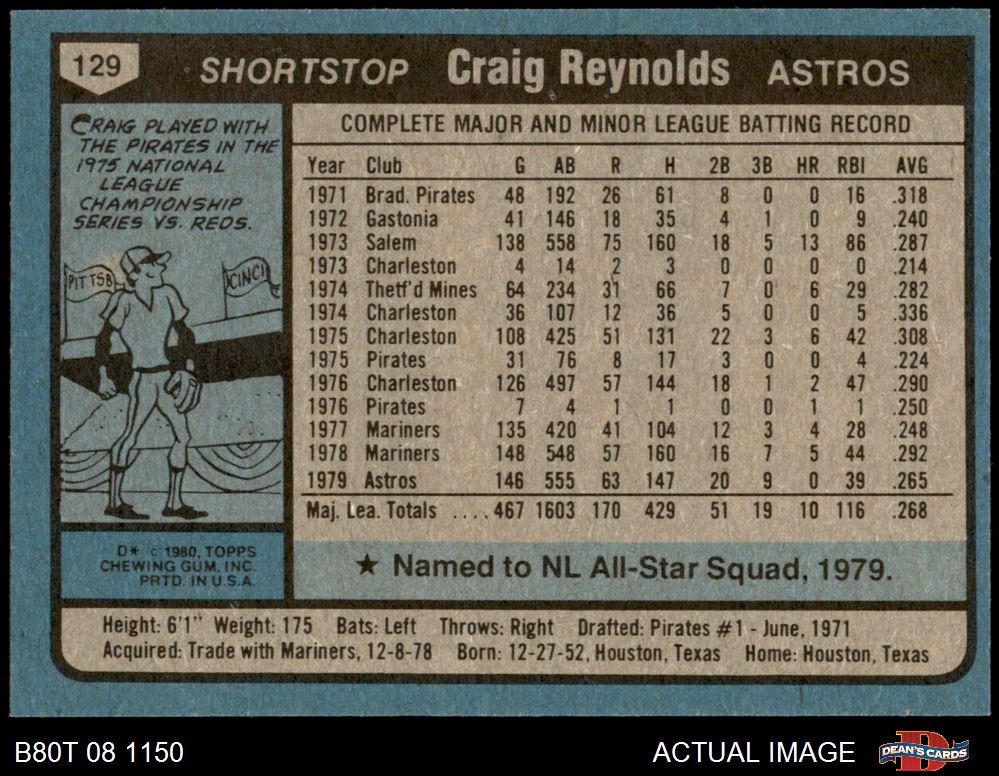 129 SHORTSTOP Craig Reynolds ASTROS
CRAIG PLAYED WITH
THE PIRATES IN THE
1975 NATIONAL
LEAGUE
CHAMPIONSHIP
SERIES VS. REDS.
PITTSB
CINCI
D* © 1980, TOPPS
CHEWING GUM, INC.
PRTD. IN U.S.A.
COMPLETE MAJOR AND MINOR LEAGUE BATTING RECORD
Year Club G AB R H 2B 3B HR RBI AVG
1971 Brad. Pirates 48 192 26 61 8 0 0 16 .318
1972 Gastonia 41 146 18 35 4 1 0 9 .240
1973 Salem 138 558 75 160 18 5 13 86 .287
1973 Charleston 4 14 2 3 0 0 0 0 .214
1974 Thetf'd Mines 64 234 31 66 7 0 6 29 .282
1974 Charleston 36 107 12 36 5 0 0 5 .336
1975 Charleston 108 425 51 131 22 3 6 42 .308
1975 Pirates 31 76 8 17 3 0 0 4 .224
1976 Charleston 126 497 57 144 18 1 2 47 .290
1976 Pirates 7 4 1 1 0 0 1 1 .250
1977 Mariners 135 420 41 104 12 3 4 28 .248
1978 Mariners 148 548 57 160 16 7 5 44 .292
1979 Astros 146 555 63 147 20 9 0 39 .265
Maj. Lea. Totals ....467 1603 170 429 51 19 10 116 .268
★ Named to NL All-Star Squad, 1979.
Height: 6'1" Weight: 175 Bats: Left Throws: Right Drafted: Pirates #1 - June, 1971
Acquired: Trade with Mariners, 12-8-78 Born: 12-27-52, Houston, Texas Home: Houston, Texas
B80T 08 1150 ACTUAL IMAGE DEAN'S CARDS